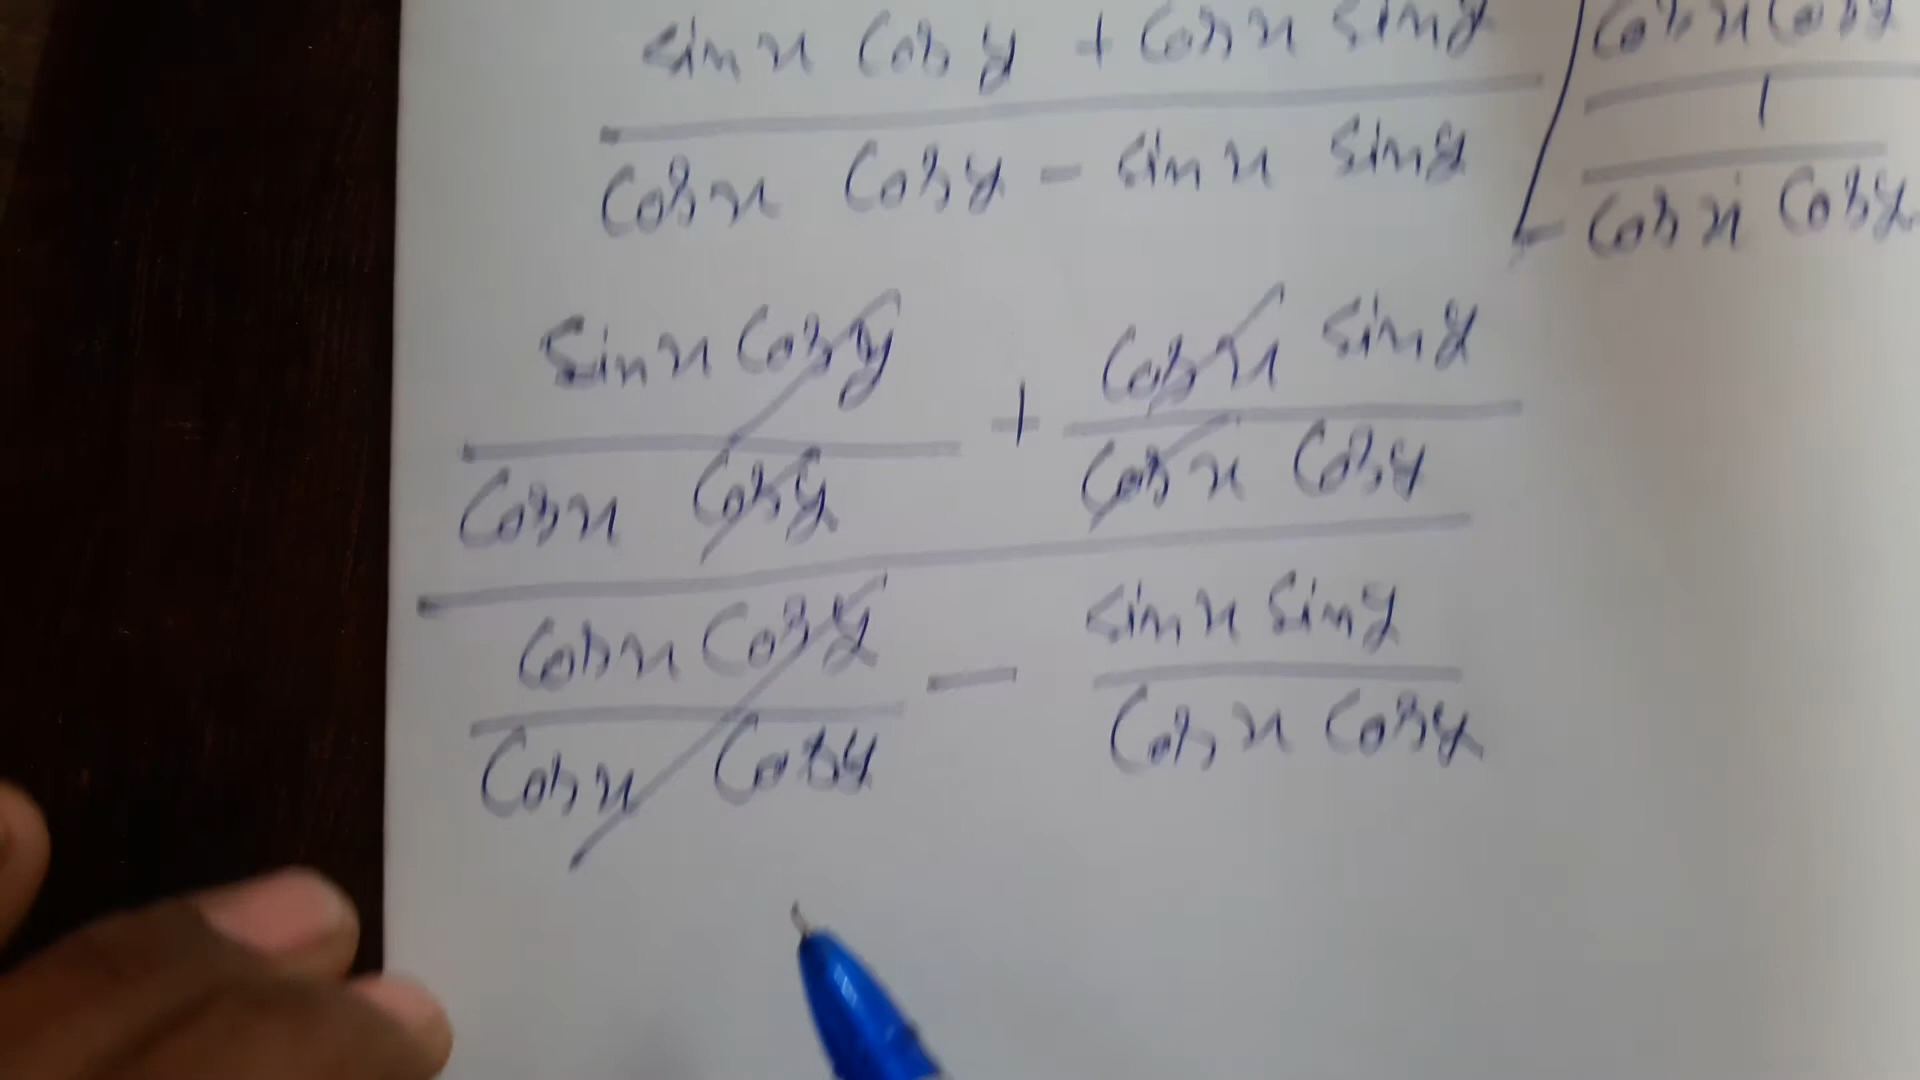 sin x Cos y + Cos x sin y
Cos x Cos y - sin x sin y
Cos x Cos y
1
Cos x Cos y
sin x Cos y + Cos x sin y
Cos x Cos y Cos x Cos y
Cos x Cos y - sin x sin y
Cos x Cos y Cos x Cos y